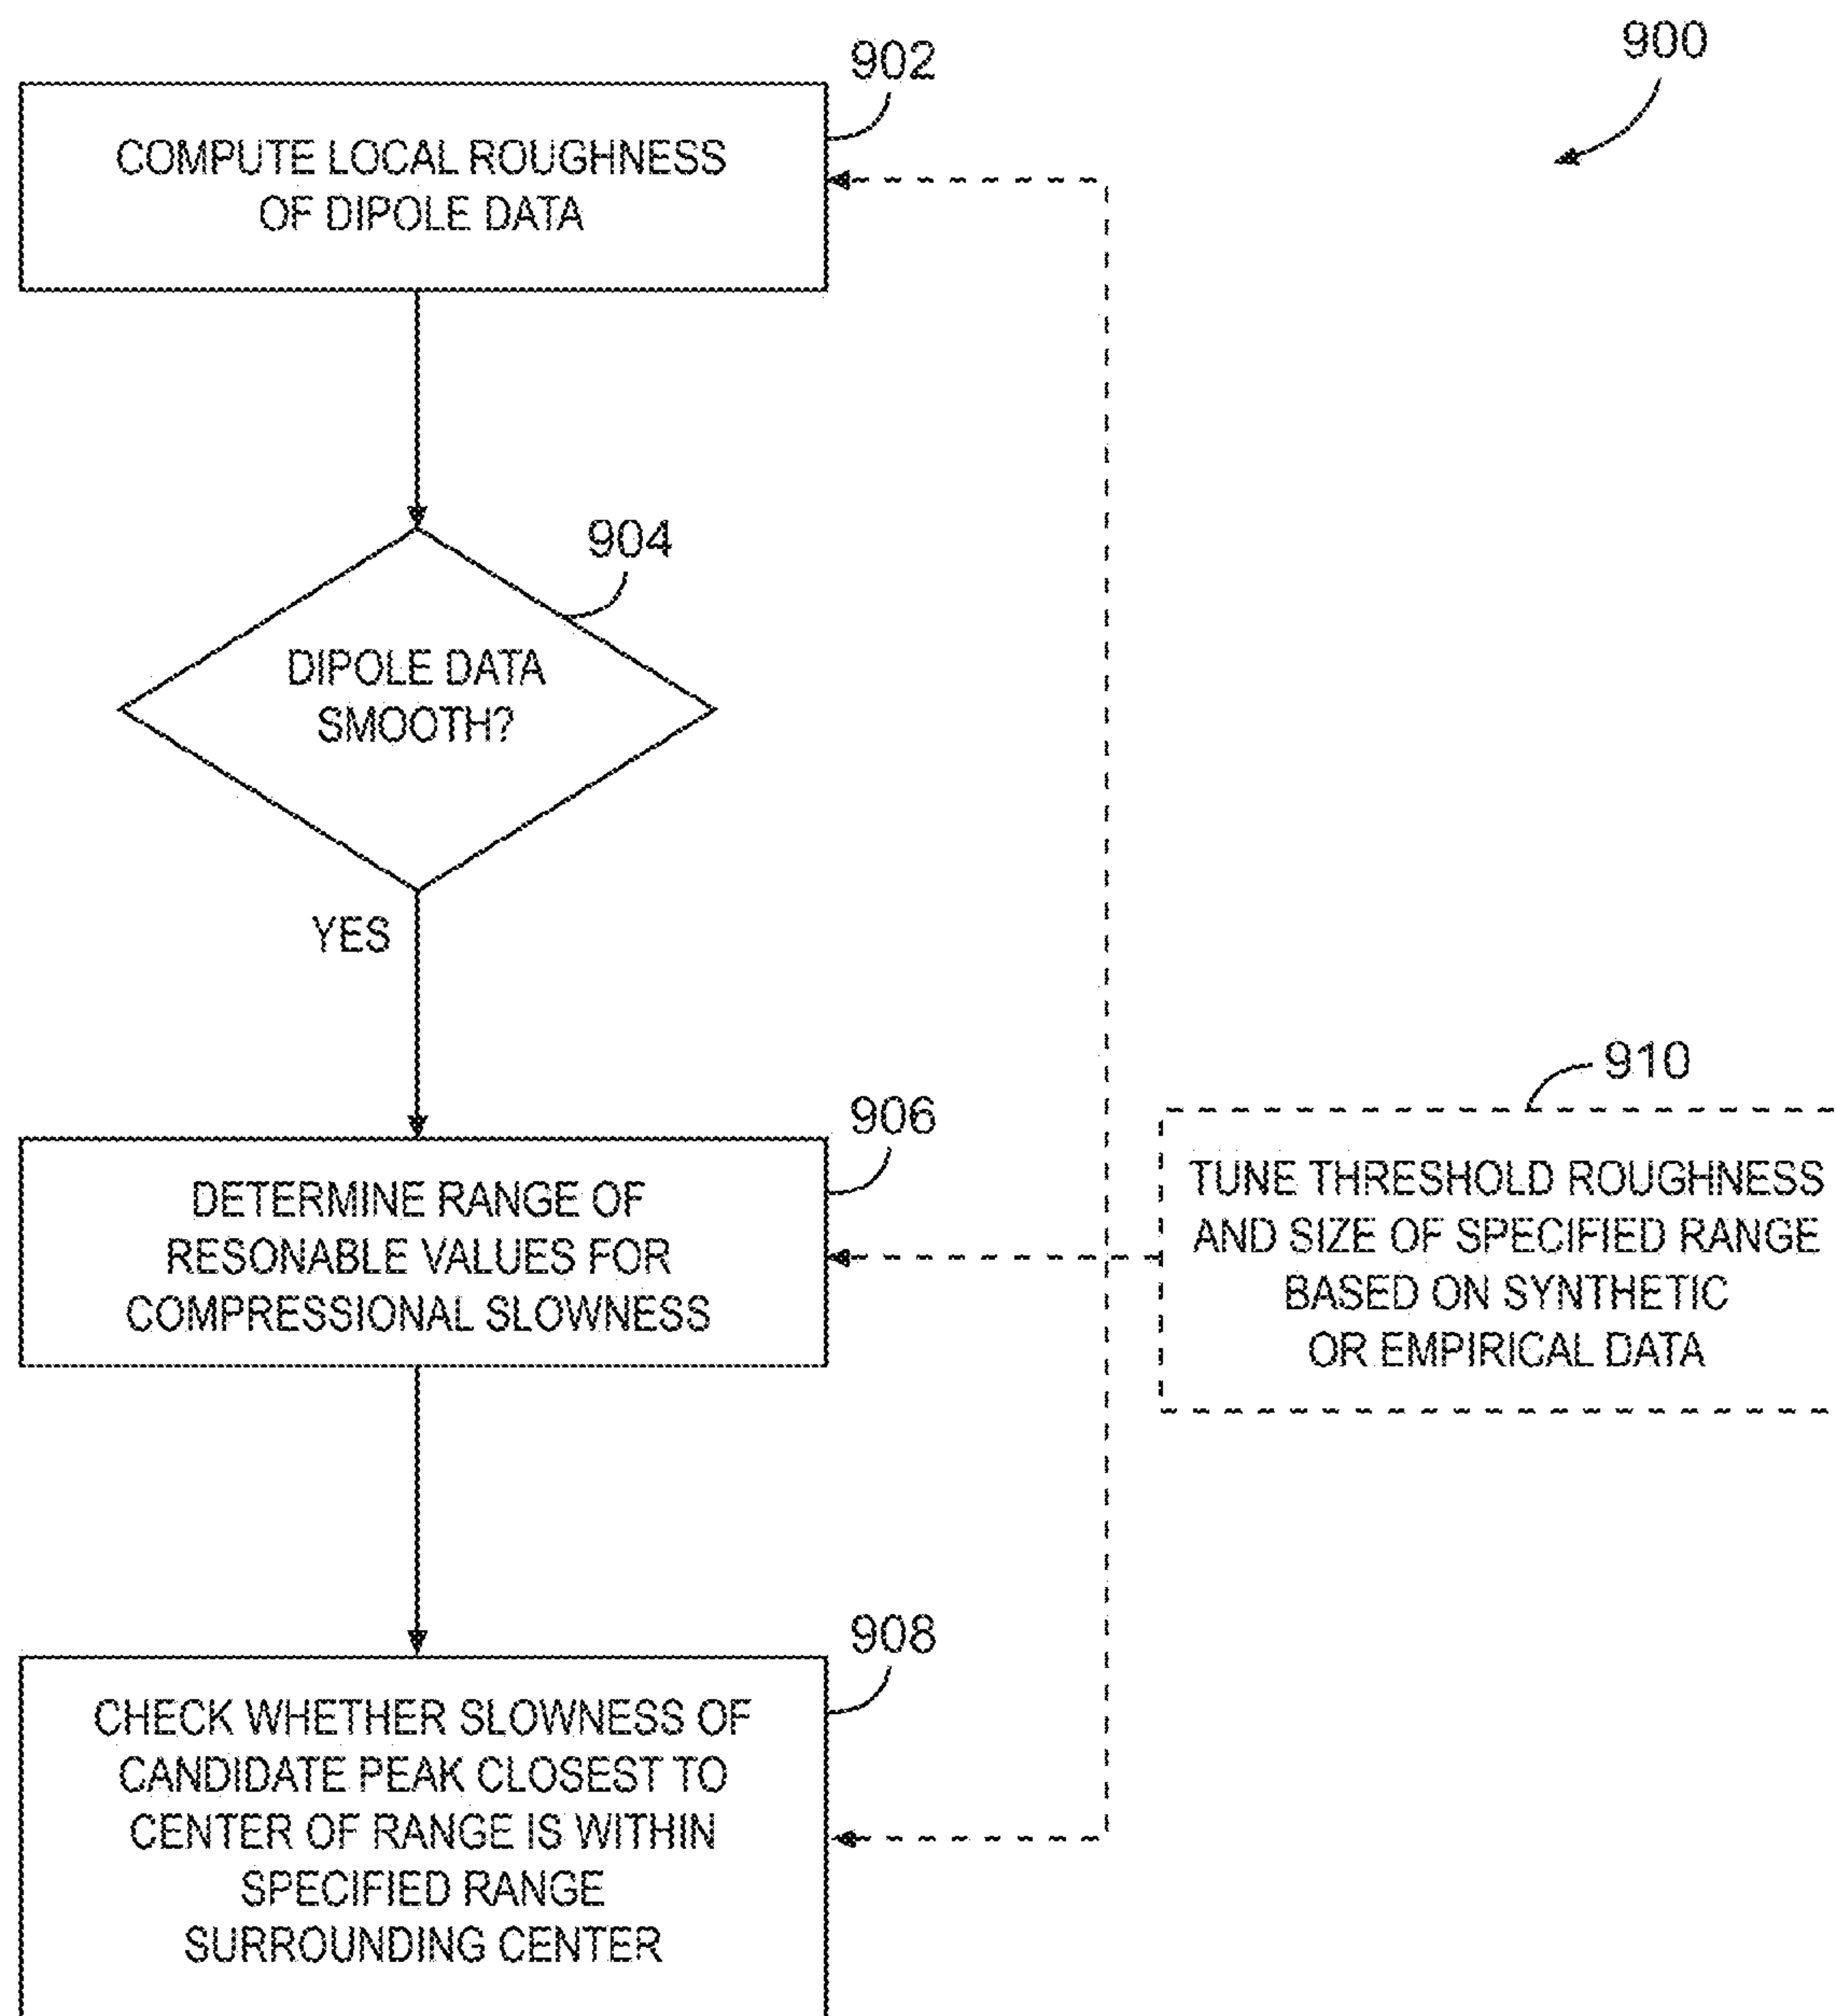 900
902
COMPUTE LOCAL ROUGHNESS
OF DIPOLE DATA
904
DIPOLE DATA
SMOOTH?
YES
906
DETERMINE RANGE OF
RESONABLE VALUES FOR
COMPRESSIONAL SLOWNESS
910
TUNE THRESHOLD ROUGHNESS
AND SIZE OF SPECIFIED RANGE
BASED ON SYNTHETIC
OR EMPIRICAL DATA
908
CHECK WHETHER SLOWNESS OF
CANDIDATE PEAK CLOSEST TO
CENTER OF RANGE IS WITHIN
SPECIFIED RANGE
SURROUNDING CENTER